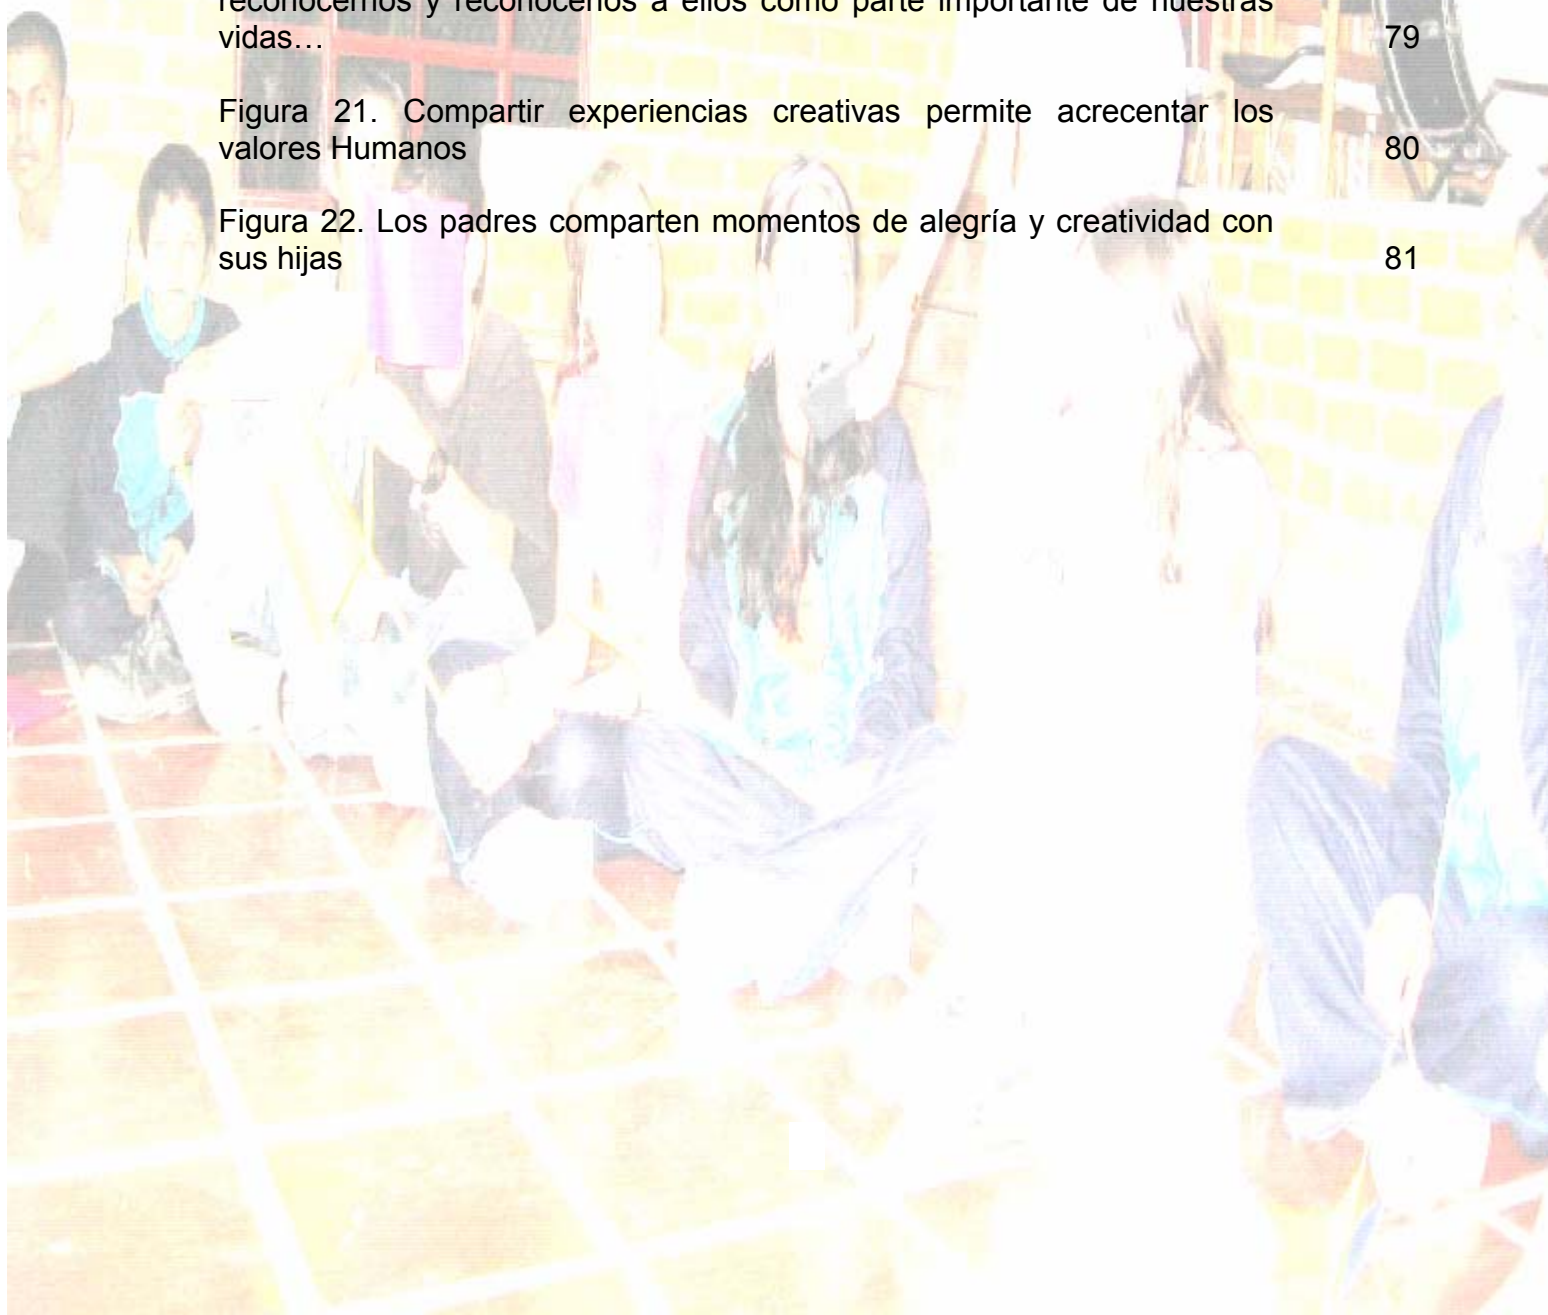 reconocernos y reconocerlos a ellos como parte importante de nuestras
vidas… 79
Figura 21. Compartir experiencias creativas permite acrecentar los
valores Humanos 80
Figura 22. Los padres comparten momentos de alegría y creatividad con
sus hijas 81